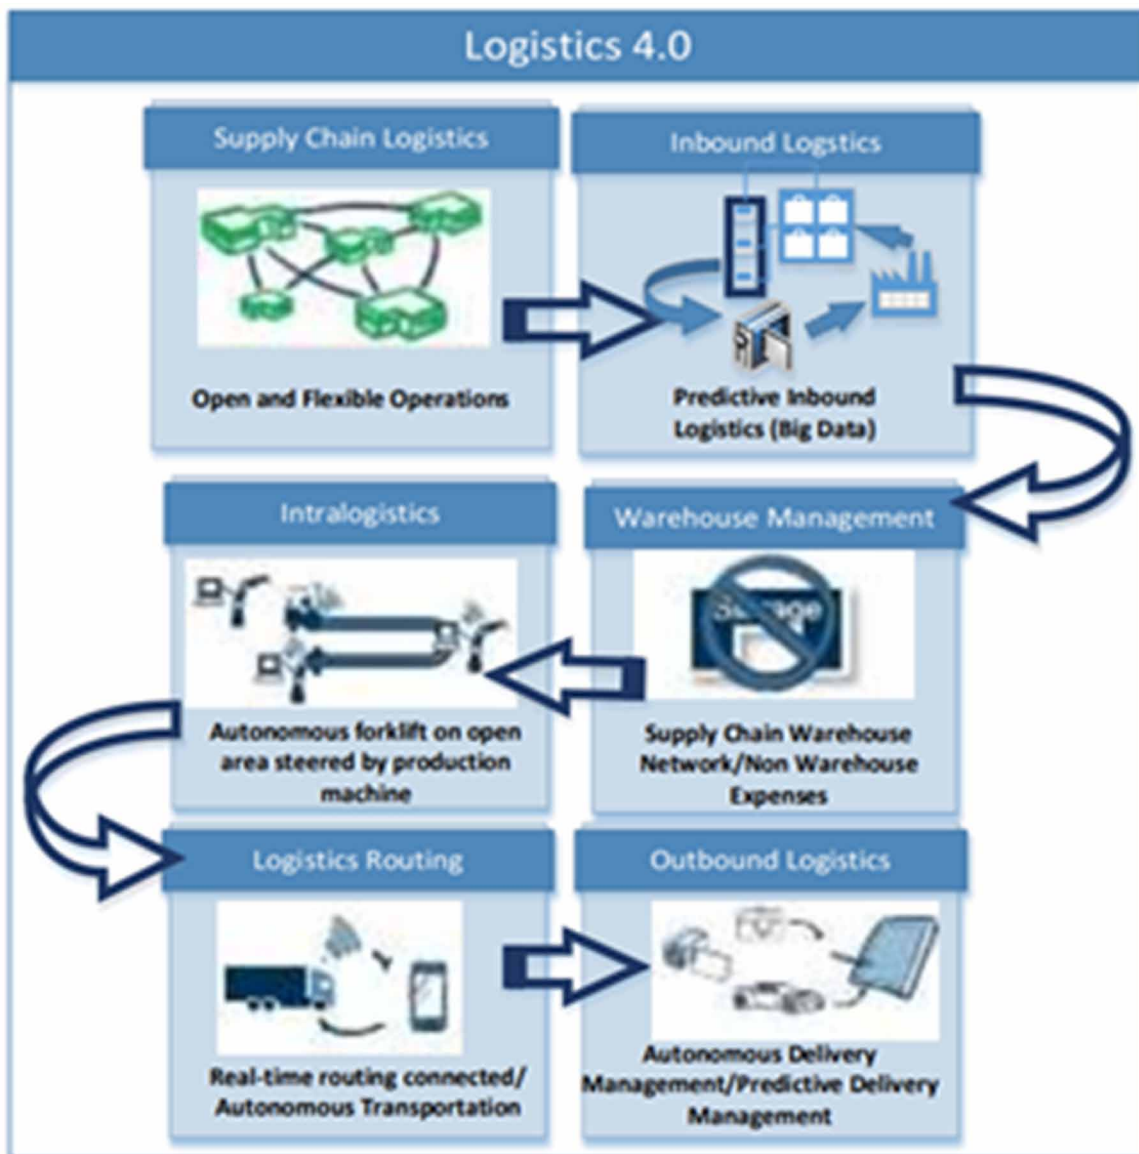 Logistics 4.0
Supply Chain Logistics
Inbound Logstics
Open and Flexible Operations
Predictive Inbound
Logistics (Big Data)
Intralogistics
Warehouse Management
Autonomous forklift on open
area steered by production
machine
Supply Chain Warehouse
Network/Non Warehouse
Expenses
Logistics Routing
Outbound Logistics
Real-time routing connected/
Autonomous Transportation
Autonomous Delivery
Management/Predictive Delivery
Management